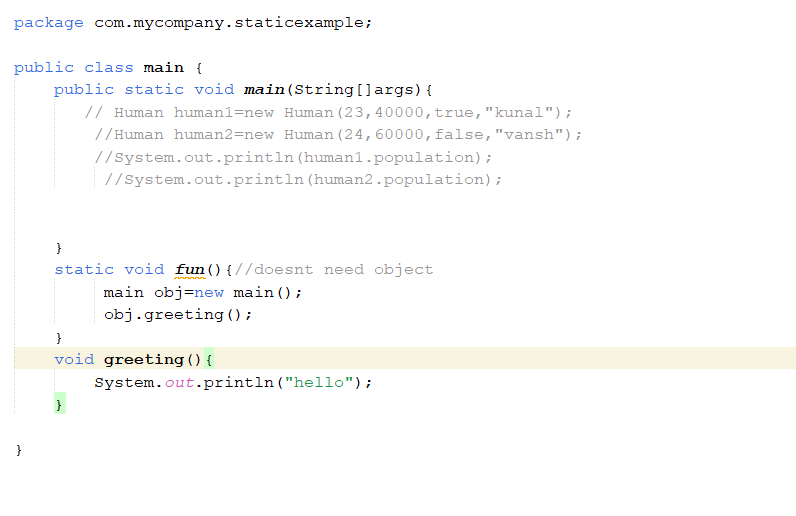 package com.mycompany.staticexample;
public class main {
public static void main(String[]args){
// Human human1=new Human(23,40000,true,"kunal");
//Human human2=new Human(24,60000,false,"vansh");
//System.out.println(human1.population);
//System.out.println(human2.population);
}
static void fun(){//doesnt need object
main obj=new main();
obj.greeting();
}
void greeting(){
System.out.println("hello");
}
}